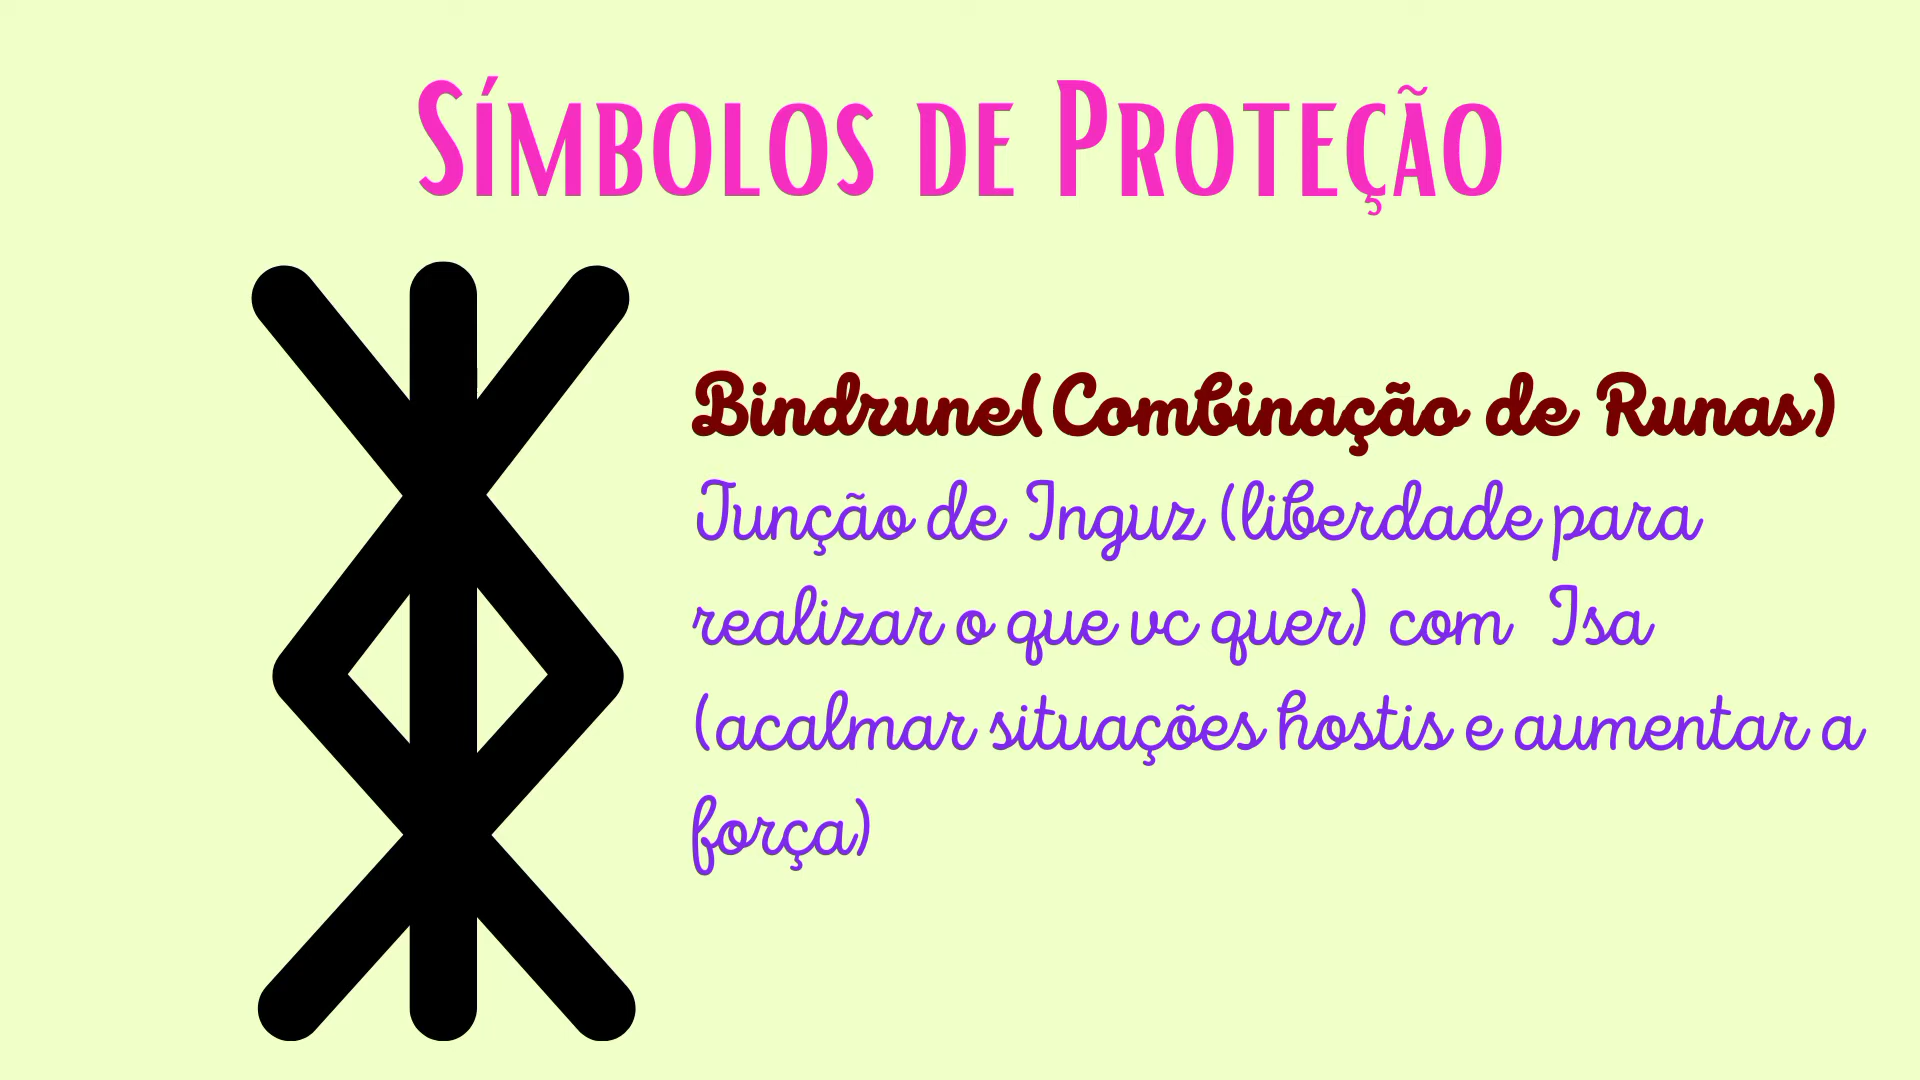 Símbolos de Proteção
Bindrune(Combinação de Runas)
Junção de Inguz (liberdade para
realizar o que vc quer) com Isa
(acalmar situações hostis e aumentar a
força)